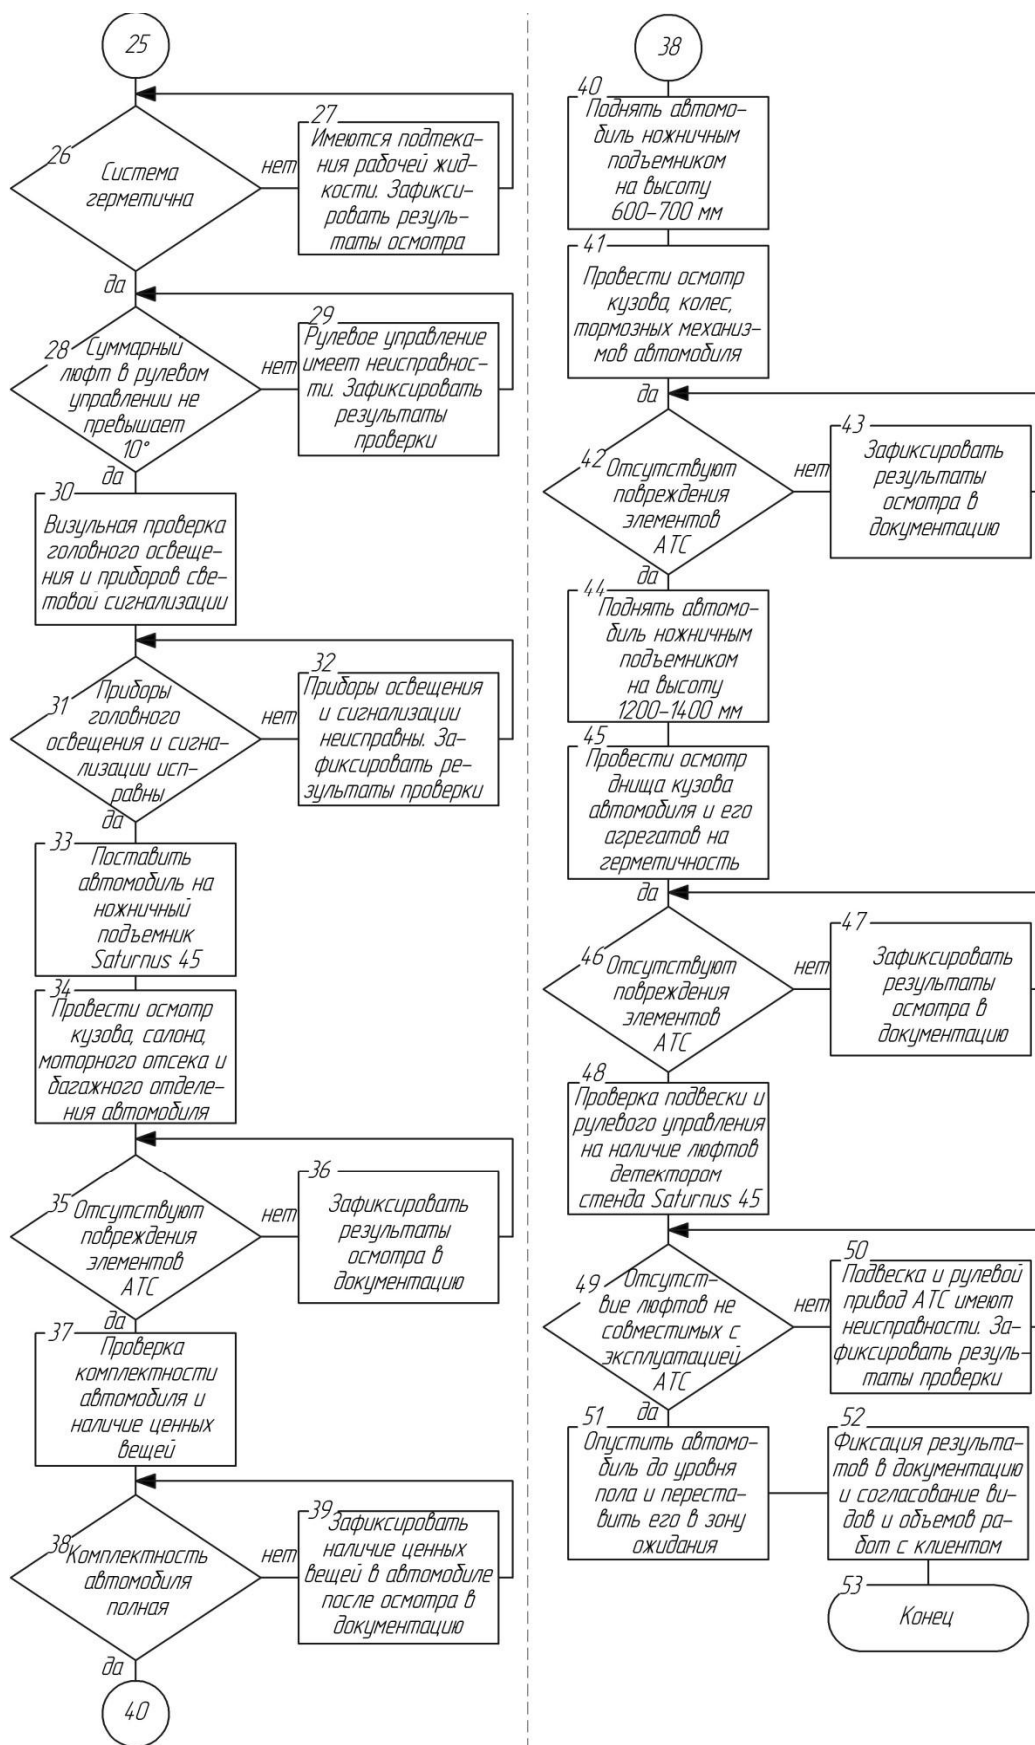 25
26
Система
герметична
нет
27
Имеются подтека-
ния рабочей жид-
кости. Зафикси-
ровать резуль-
таты осмотра
да
28
Суммарный
люфт в рулевом
управлении не
превышает
10°
нет
29
Рулевое управление
имеет неисправнос-
ти. Зафиксировать
результаты
проверки
да
30
Визульная проверка
головного освеще-
ния и приборов све-
товой сигнализации
31
Приборы
головного
освещения и сигна-
лизации исп-
равны
нет
32
Приборы освещения
и сигнализации
неисправны. За-
фиксировать ре-
зультаты проверки
да
33
Поставить
автомобиль на
ножничный
подъемник
Saturnus 45
34
Провести осмотр
кузова, салона,
моторного отсека и
багажного отделе-
ния автомобиля
35
Отсутствуют
повреждения
элементов
АТС
нет
36
Зафиксировать
результаты
осмотра в
документацию
да
37
Проверка
комплектности
автомобиля и
наличие ценных
вещей
38
Комплектность
автомобиля
полная
нет
39
Зафиксировать
наличие ценных
вещей в автомобиле
после осмотра в
документацию
да
40
38
40
Поднять автомо-
биль ножничным
подъемником
на высоту
600-700 мм
41
Провести осмотр
кузова, колес,
тормозных механиз-
мов автомобиля
да
42
Отсутствуют
повреждения
элементов
АТС
нет
43
Зафиксировать
результаты
осмотра в
документацию
да
44
Поднять автомо-
биль ножничным
подъемником
на высоту
1200-1400 мм
45
Провести осмотр
днища кузова
автомобиля и его
агрегатов на
герметичность
да
46
Отсутствуют
повреждения
элементов
АТС
нет
47
Зафиксировать
результаты
осмотра в
документацию
48
Проверка подвески и
рулевого управления
на наличие люфтов
детектором
стенда Saturnus 45
49
Отсутст-
вие люфтов не
совместимых с
эксплуатацией
АТС
нет
50
Подвеска и рулевой
привод АТС имеют
неисправности. За-
фиксировать резуль-
таты проверки
да
51
Опустить автомо-
биль до уровня
пола и переста-
вить его в зону
ожидания
52
Фиксация результа-
тов в документацию
и согласование ви-
дов и объемов ра-
бот с клиентом
53
Конец